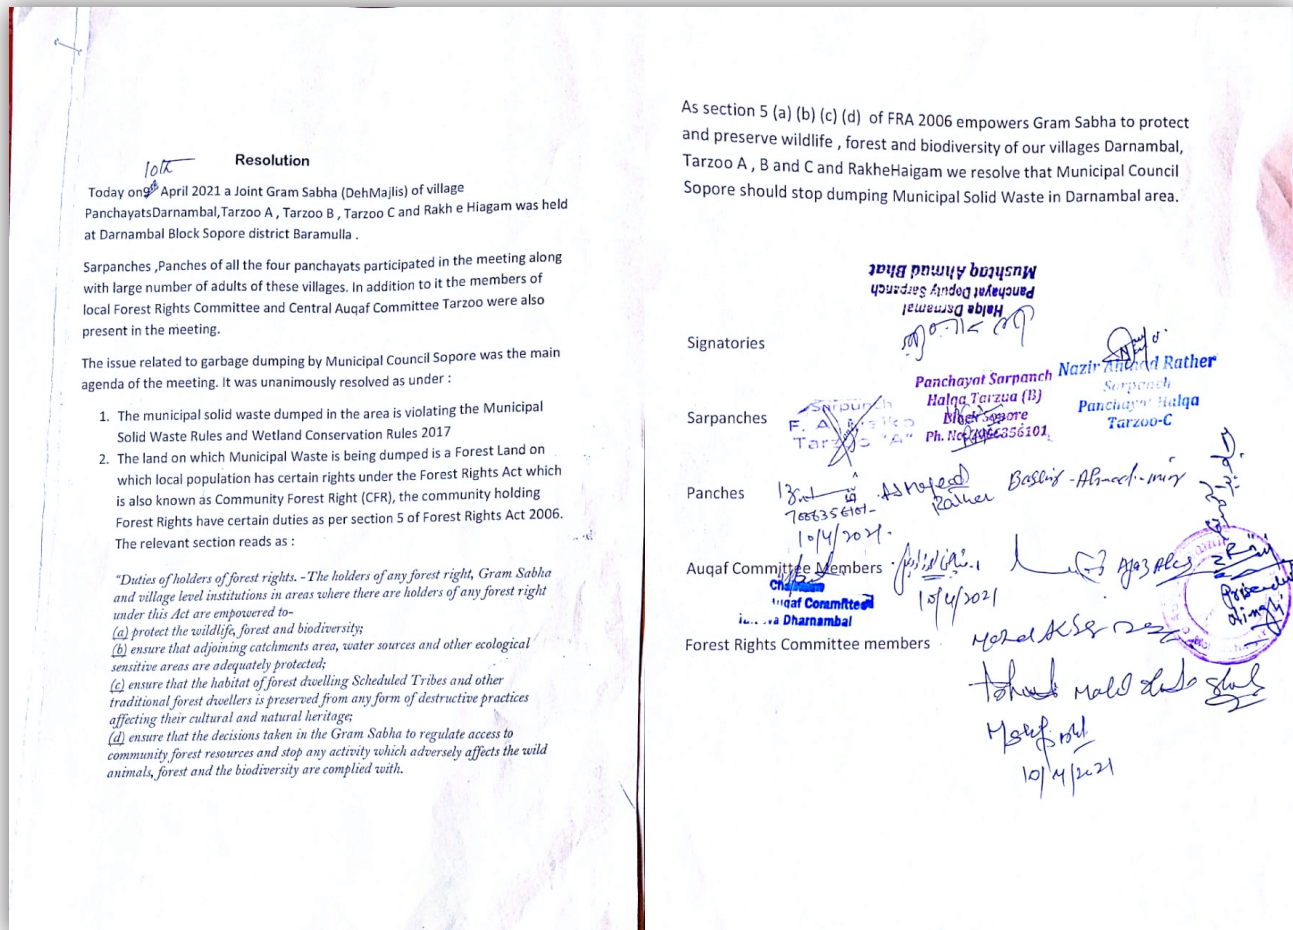 Resolution
10th
Today on 9th April 2021 a Joint Gram Sabha (DehMajlis) of village
PanchayatsDarnambal,Tarzoo A , Tarzoo B , Tarzoo C and Rakh e Hiagam was held
at Darnambal Block Sopore district Baramulla .
Sarpanches ,Panches of all the four panchayats participated in the meeting along
with large number of adults of these villages. In addition to it the members of
local Forest Rights Committee and Central Auqaf Committee Tarzoo were also
present in the meeting.
The issue related to garbage dumping by Municipal Council Sopore was the main
agenda of the meeting. It was unanimously resolved as under :
1. The municipal solid waste dumped in the area is violating the Municipal
Solid Waste Rules and Wetland Conservation Rules 2017
2. The land on which Municipal Waste is being dumped is a Forest Land on
which local population has certain rights under the Forest Rights Act which
is also known as Community Forest Right (CFR), the community holding
Forest Rights have certain duties as per section 5 of Forest Rights Act 2006.
The relevant section reads as :
"Duties of holders of forest rights. -The holders of any forest right, Gram Sabha
and village level institutions in areas where there are holders of any forest right
under this Act are empowered to-
(a) protect the wildlife, forest and biodiversity;
(b) ensure that adjoining catchments area, water sources and other ecological
sensitive areas are adequately protected;
(c) ensure that the habitat of forest dwelling Scheduled Tribes and other
traditional forest dwellers is preserved from any form of destructive practices
affecting their cultural and natural heritage;
(d) ensure that the decisions taken in the Gram Sabha to regulate access to
community forest resources and stop any activity which adversely affects the wild
animals, forest and the biodiversity are complied with.
As section 5 (a) (b) (c) (d) of FRA 2006 empowers Gram Sabha to protect
and preserve wildlife , forest and biodiversity of our villages Darnambal,
Tarzoo A , B and C and RakheHaigam we resolve that Municipal Council
Sopore should stop dumping Municipal Solid Waste in Darnambal area.
Mushtaq Ahmad Bhat
Panchayat Deputy Sarpanch
Halqa Darnamal
Signatories
Sarpanches
Sarpunch
F. A.
Tarzoo "A"
Panchayat Sarpanch
Halqa Tarzua (B)
Block Sopore
Ph. No.
Nazir Ahmad Rather
Sarpanch
Panchayat Halqa
Tarzoo-C
Panches
10/4/2021.
Ashraf
Rather
Bashir-Ahmed-mir
Auqaf Committee Members
10/4/2021
Chairman
Auqaf Committee
Dharnambal
Forest Rights Committee members
Mohd
10/4/2021